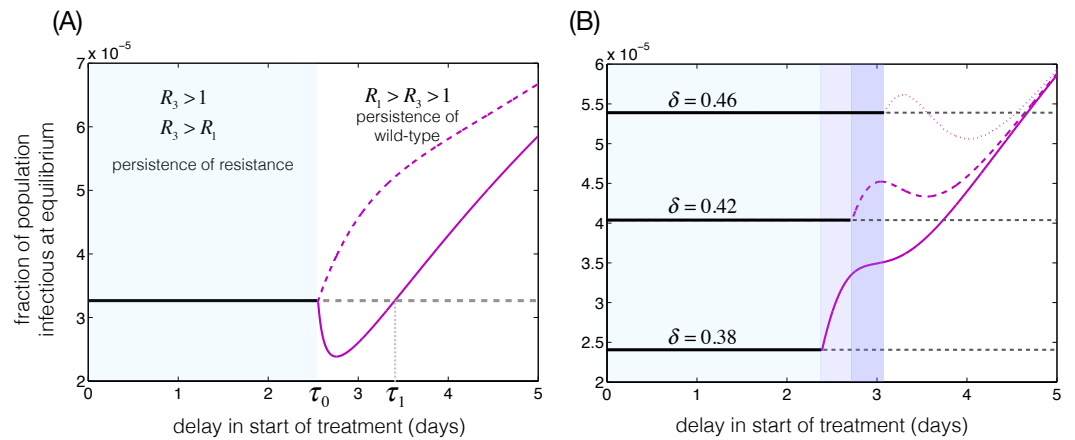 (A)
x 10⁻⁵
7
6
5
4
3
2
0
1
2
3
4
5
R₃ > 1
R₃ > R₁
persistence of resistance
R₁ > R₃ > 1
persistence of
wild-type
τ₀
τ₁
fraction of population
infectious at equilibrium
delay in start of treatment (days)
(B)
x 10⁻⁵
6
5.5
5
4.5
4
3.5
3
2.5
2
0
1
2
3
4
5
δ = 0.46
δ = 0.42
δ = 0.38
delay in start of treatment (days)